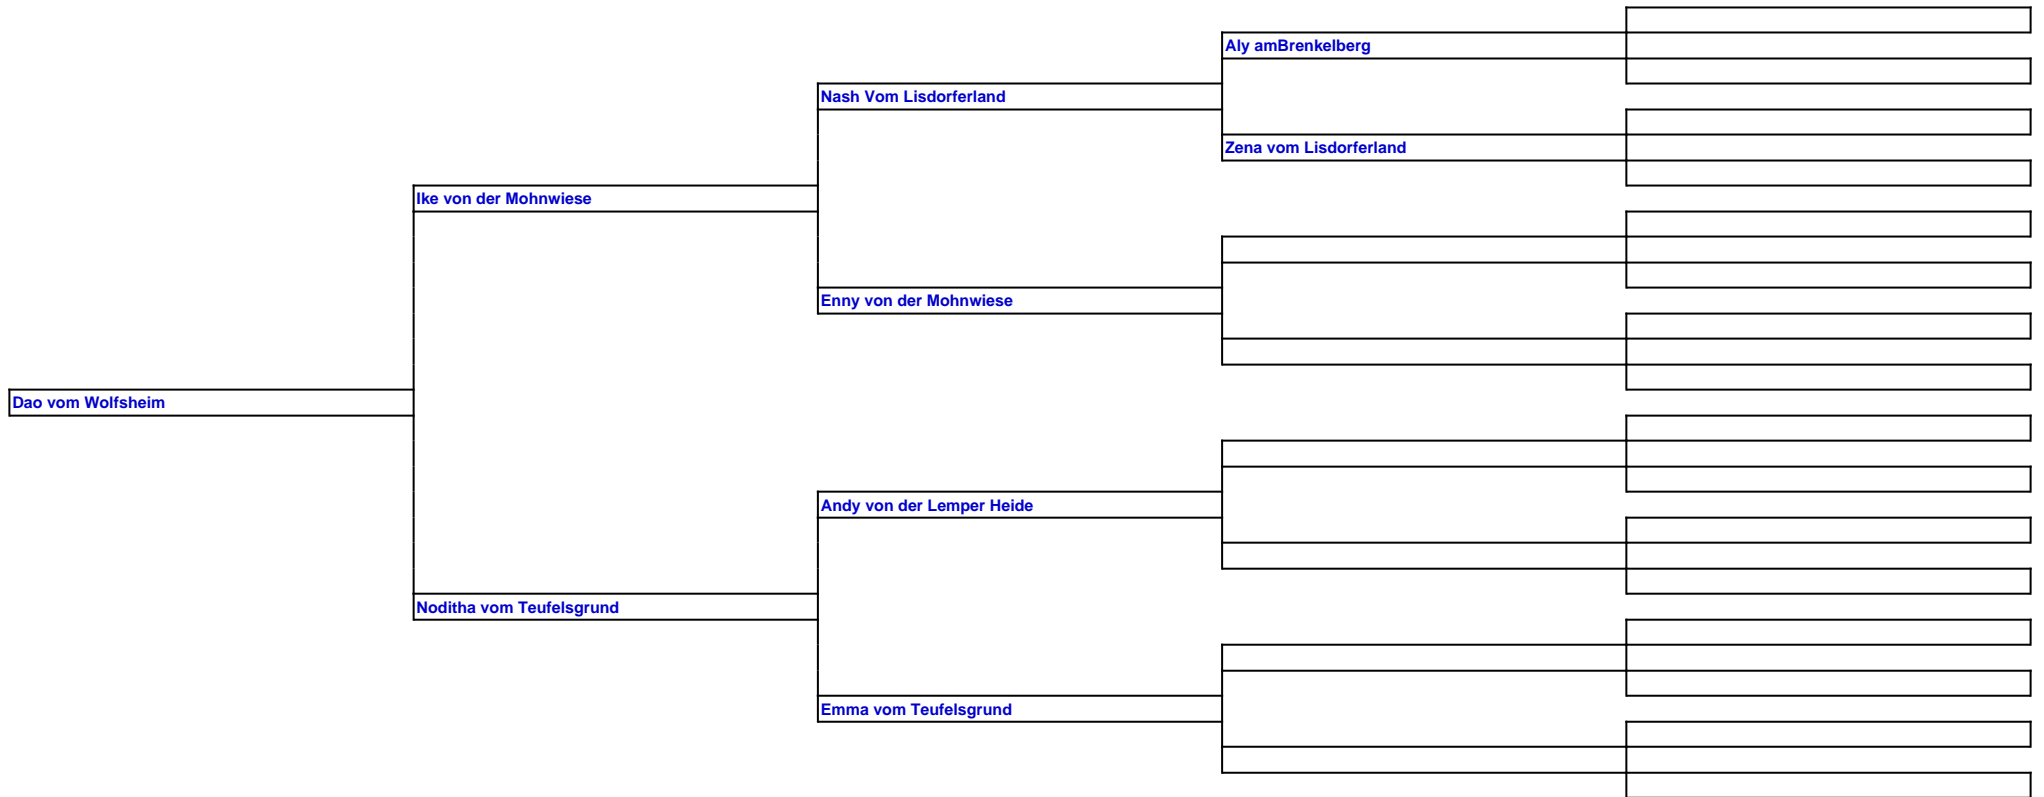 Aly amBrenkelberg
Nash Vom Lisdorferland
Zena vom Lisdorferland
Ike von der Mohnwiese
Enny von der Mohnwiese
Dao vom Wolfsheim
Andy von der Lemper Heide
Noditha vom Teufelsgrund
Emma vom Teufelsgrund